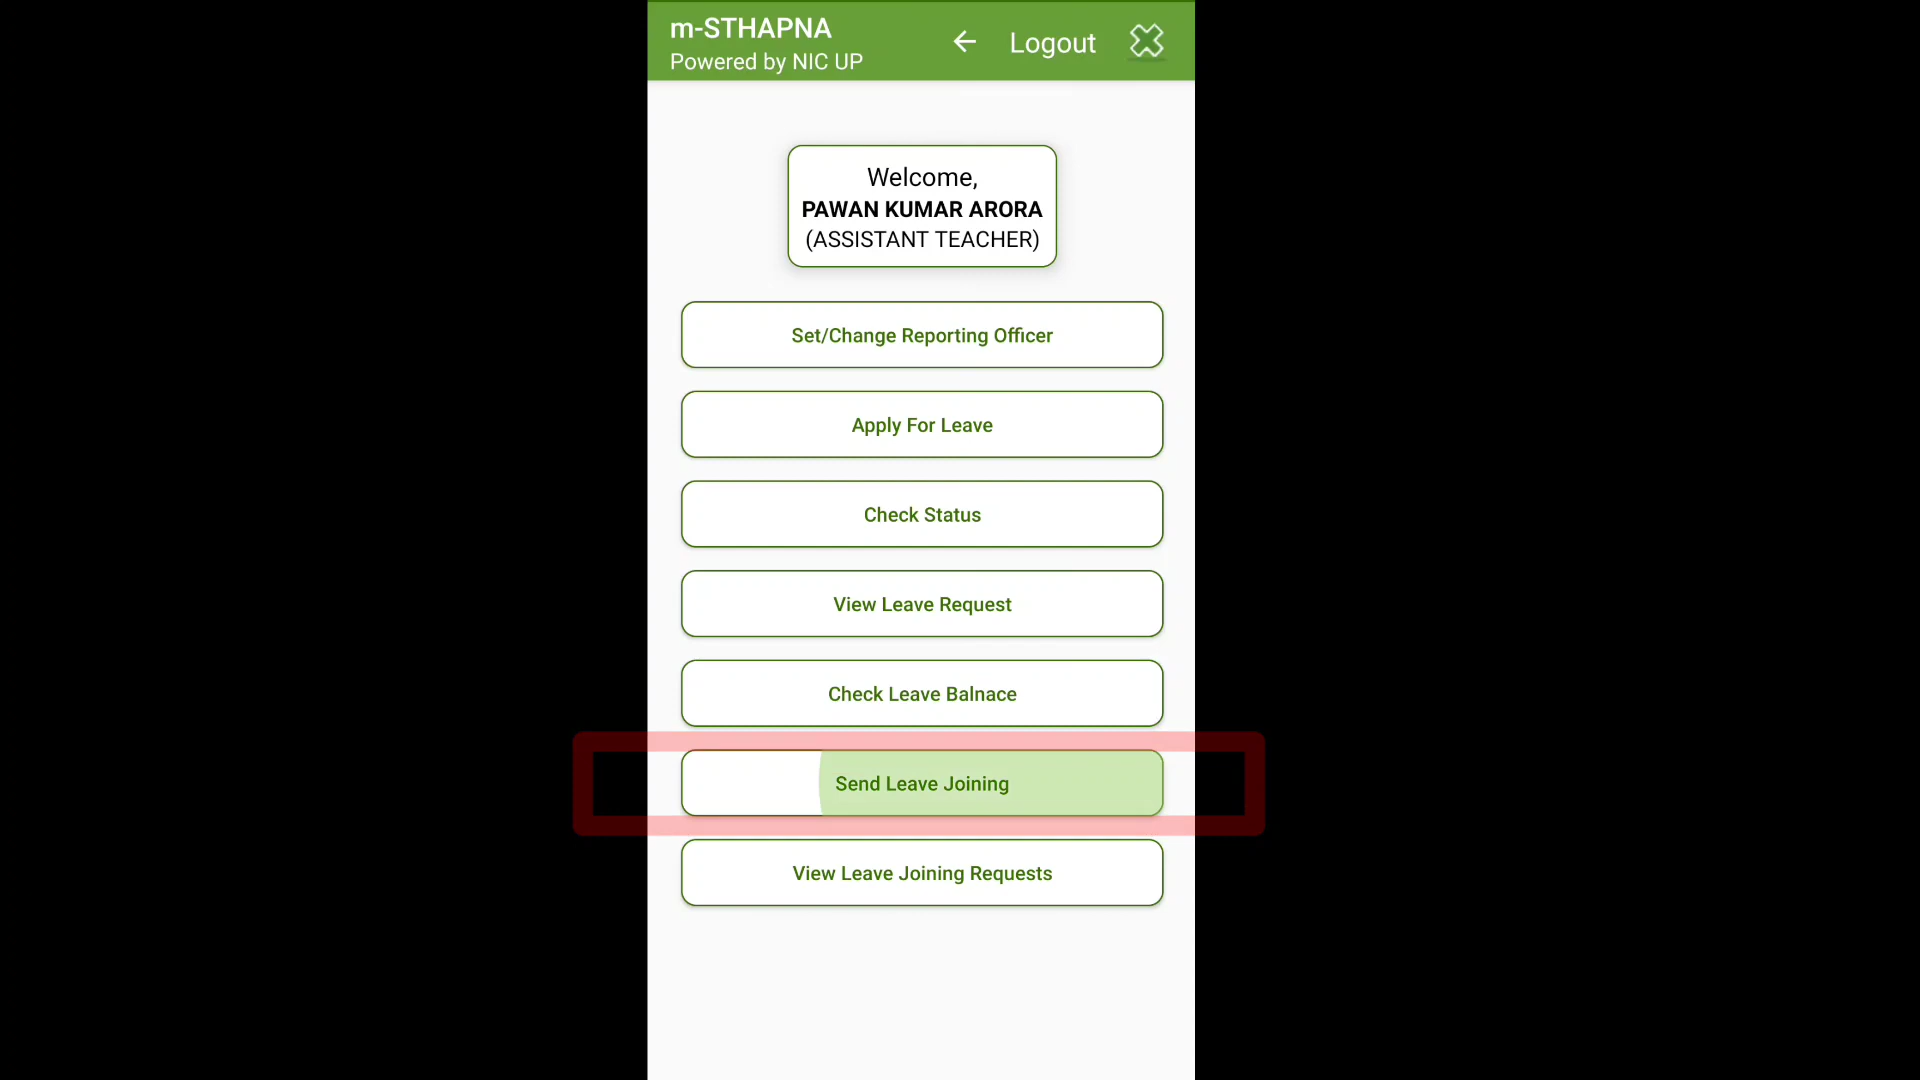 m-STHAPNA
Powered by NIC UP
Logout
Welcome,
PAWAN KUMAR ARORA
(ASSISTANT TEACHER)
Set/Change Reporting Officer
Apply For Leave
Check Status
View Leave Request
Check Leave Balnace
Send Leave Joining
View Leave Joining Requests